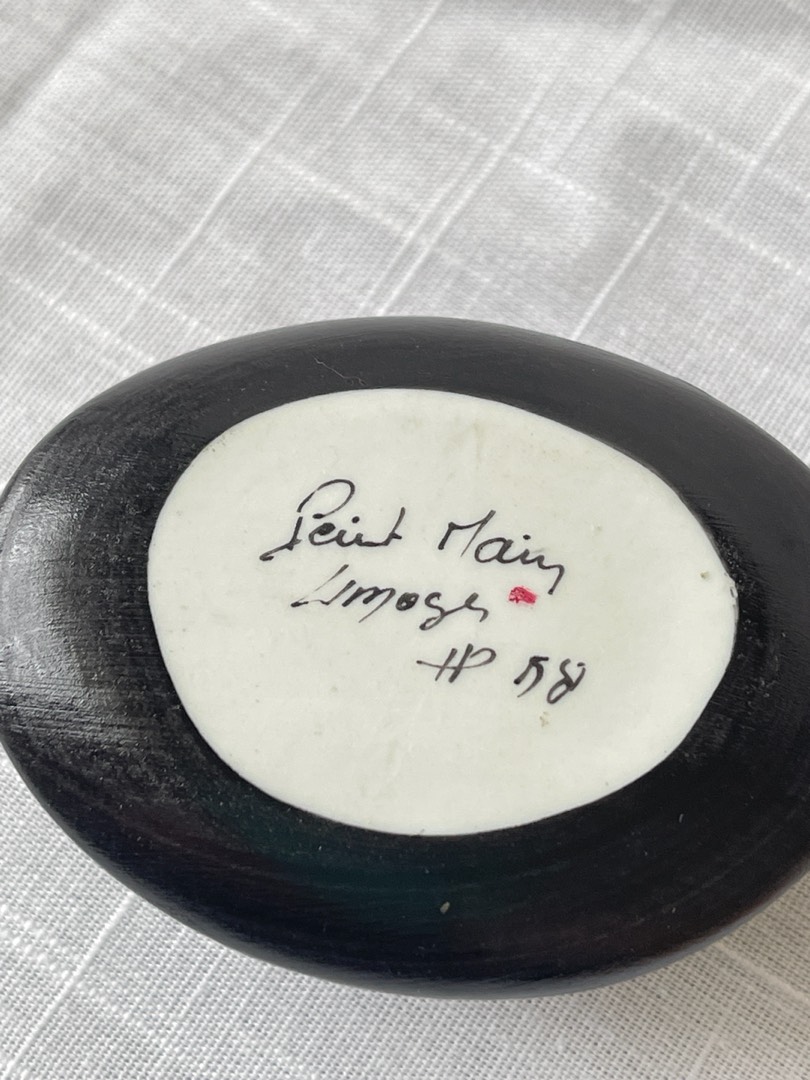 Peint Main
Limoges
HP 58